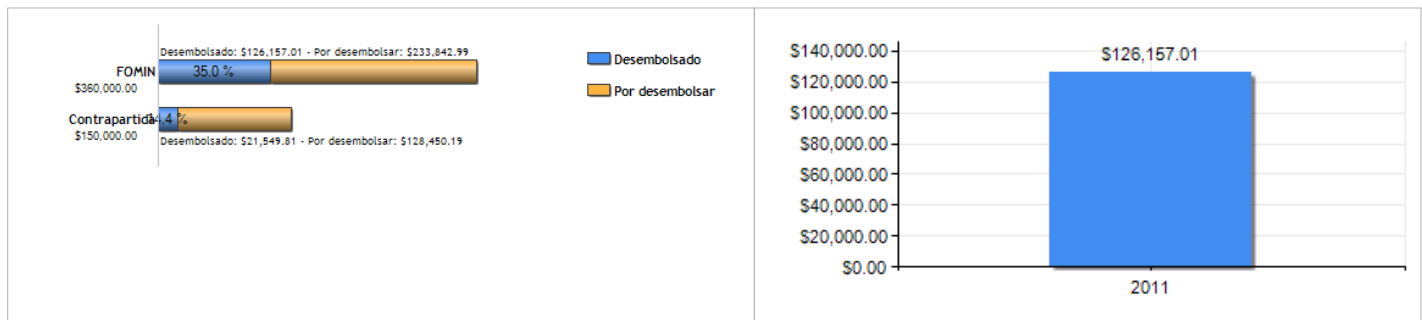 Desembolsado: $126,157.01 - Por desembolsar: $233,842.99
FOMIN
35.0 %
$360,000.00
Contrapartida
14.4 %
$150,000.00
Desembolsado: $21,549.81 - Por desembolsar: $128,450.19
Desembolsado
Por desembolsar
$140,000.00
$126,157.01
$120,000.00
$100,000.00
$80,000.00
$60,000.00
$40,000.00
$20,000.00
$0.00
2011